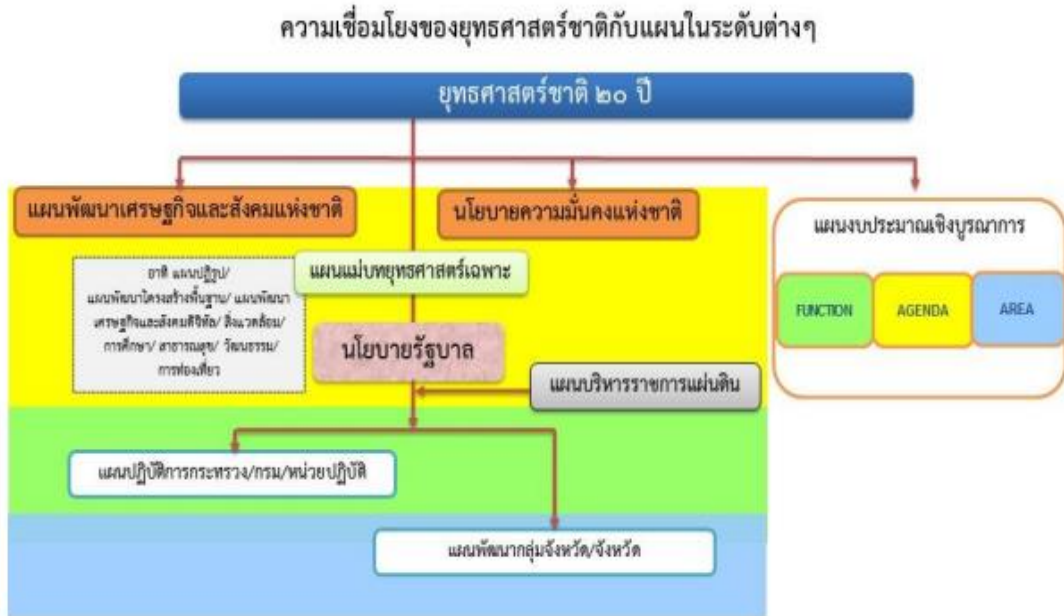 ความเชื่อมโยงของยุทธศาสตร์ชาติกับแผนในระดับต่างๆ
ยุทธศาสตร์ชาติ ๒๐ ปี
แผนพัฒนาเศรษฐกิจและสังคมแห่งชาติ
นโยบายความมั่นคงแห่งชาติ
แผนงบประมาณเชิงบูรณาการ
แผนแม่บทยุทธศาสตร์เฉพาะ
อาทิ แผนปฏิรูป/
แผนพัฒนาโครงสร้างพื้นฐาน/ แผนพัฒนา
เศรษฐกิจและสังคมดิจิทัล/ สิ่งแวดล้อม/
การศึกษา/ สาธารณสุข/ วัฒนธรรม/
การท่องเที่ยว
FUNCTION
AGENDA
AREA
นโยบายรัฐบาล
แผนบริหารราชการแผ่นดิน
แผนปฏิบัติการกระทรวง/กรม/หน่วยปฏิบัติ
แผนพัฒนากลุ่มจังหวัด/จังหวัด